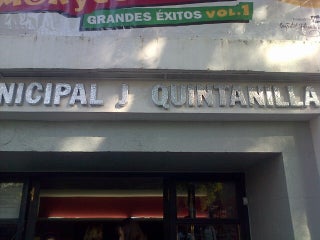 GRANDES ÉXITOS VOL.1
NICIPAL J QUINTANILLA